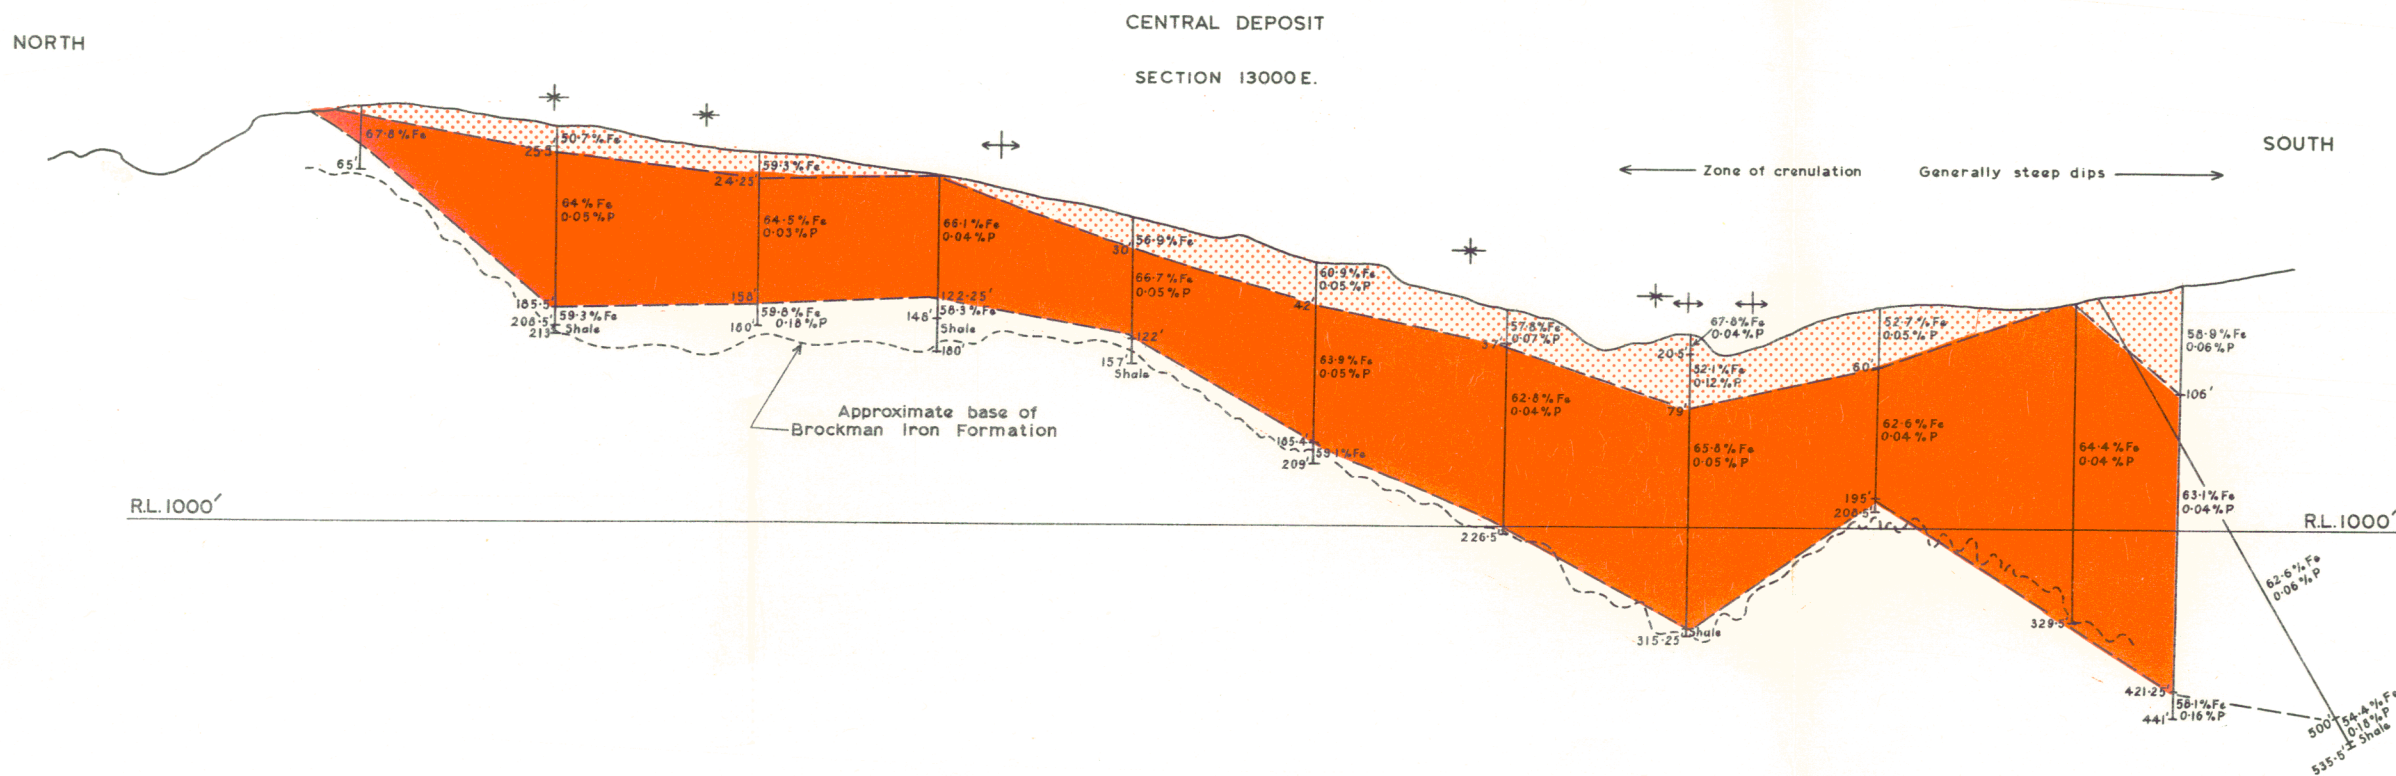 CENTRAL DEPOSIT
NORTH
SECTION 13000 E.
SOUTH
Zone of crenulation
Generally steep dips
67·8%Fe
65'
50·7%Fe
25·5'
64%Fe
0·05%P
185·5'
59·3%Fe
208·5'
Shale
213'
59·3%Fe
24·25'
64·5%Fe
0·03%P
158'
59·8%Fe
0·18%P
180'
66·1%Fe
0·04%P
122·25'
58·3%Fe
148'
Shale
180'
56·9%Fe
30'
66·7%Fe
0·05%P
122'
157'
Shale
60·9%Fe
0·05%P
42'
63·9%Fe
0·05%P
185·4'
59·1%Fe
209'
57·8%Fe
0·07%P
37'
62·8%Fe
0·04%P
226·5'
67·8%Fe
0·04%P
20·5'
52·1%Fe
0·12%P
79'
65·8%Fe
0·05%P
315·25'
Shale
52·7%Fe
0·05%P
60'
62·6%Fe
0·04%P
195'
208·5'
64·4%Fe
0·04%P
329·5'
58·9%Fe
0·06%P
106'
63·1%Fe
0·04%P
421·25'
58·1%Fe
0·16%P
441'
62·6%Fe
0·06%P
500'
54·4%Fe
0·18%P
Shale
535·5'
Approximate base of
Brockman Iron Formation
R.L. 1000'
R.L. 1000'